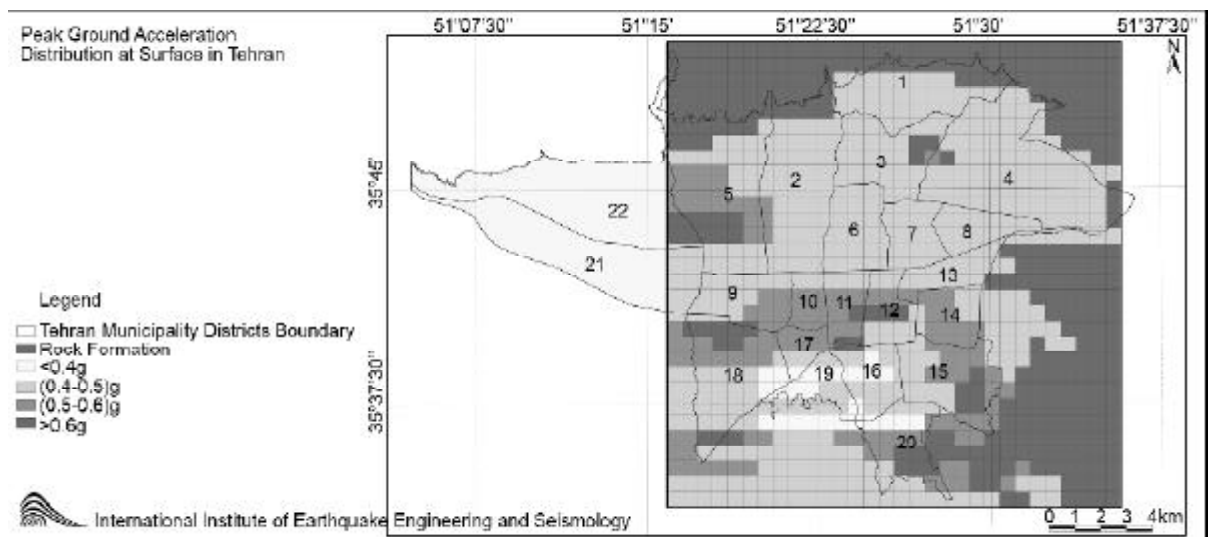 Peak Ground Acceleration
Distribution at Surface in Tehran
51°07'30" 51°15' 51°22'30" 51°30' 51°37'30"
N
1
35°45'
3
2
4
5
22
6
7
8
21
13
9
10
11
12
14
17
18
19
16
15
35°37'30"
20
Legend
Tehran Municipality Districts Boundary
Rock Formation
<0.4g
(0.4-0.5)g
(0.5-0.6)g
>0.6g
International Institute of Earthquake Engineering and Seismology
0 1 2 3 4km